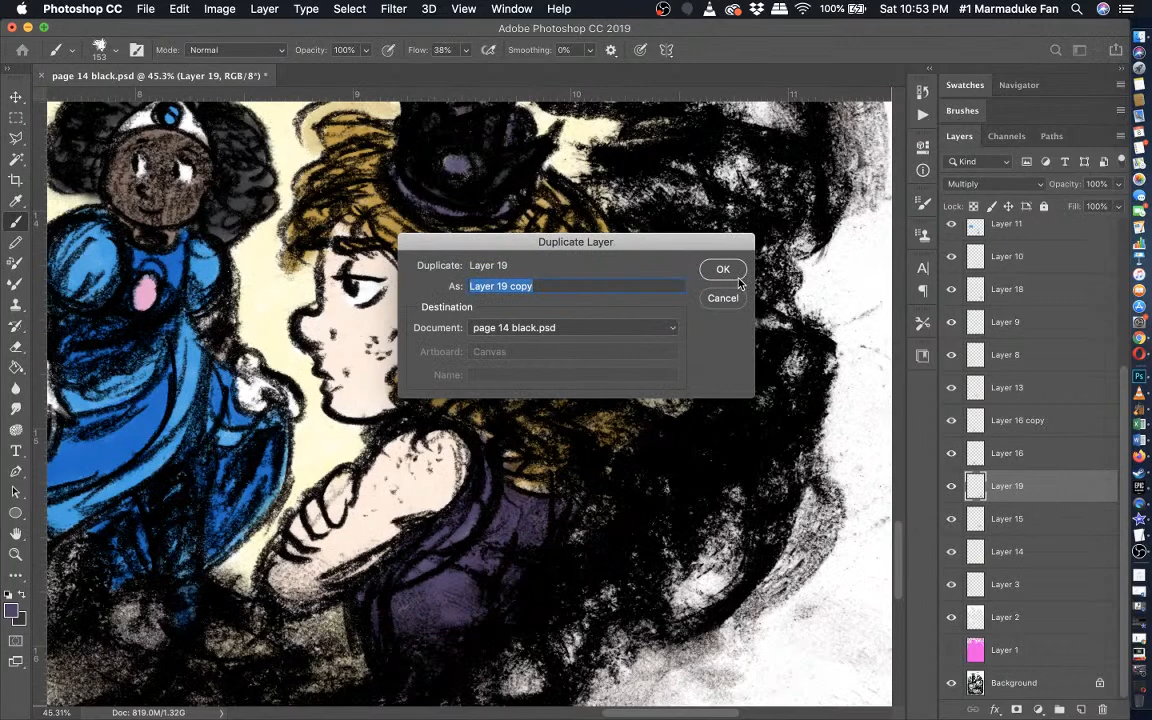 Photoshop CC File Edit Image Layer Type Select Filter 3D View Window Help 100% Sat 10:53 PM #1 Marmaduke Fan
Adobe Photoshop CC 2019
153 Mode: Normal Opacity: 100% Flow: 38% Smoothing: 0%
page 14 black.psd @ 45.3% (Layer 19, RGB/8*) *
8 9 10 11
Swatches Navigator
Brushes
Layers Channels Paths
Kind
Multiply Opacity: 100%
Lock: Fill: 100%
Layer 11
Layer 10
Layer 18
Layer 9
Layer 8
Layer 13
Layer 16 copy
Layer 16
Layer 19
Layer 15
Layer 14
Layer 3
Layer 2
Layer 1
Background
Duplicate Layer
Duplicate: Layer 19
As: Layer 19 copy
Destination
Document: page 14 black.psd
Artboard: Canvas
Name:
OK
Cancel
45.31% Doc: 819.0M/1.32G